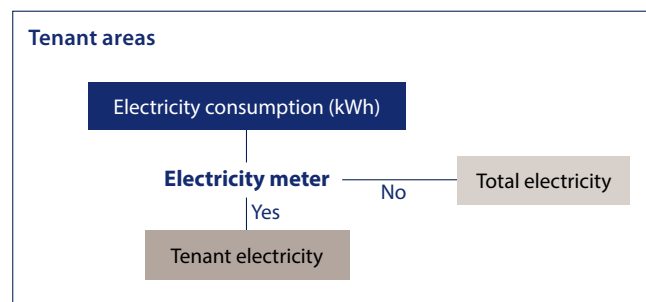 Tenant areas
Electricity consumption (kWh)
Electricity meter
No
Total electricity
Yes
Tenant electricity